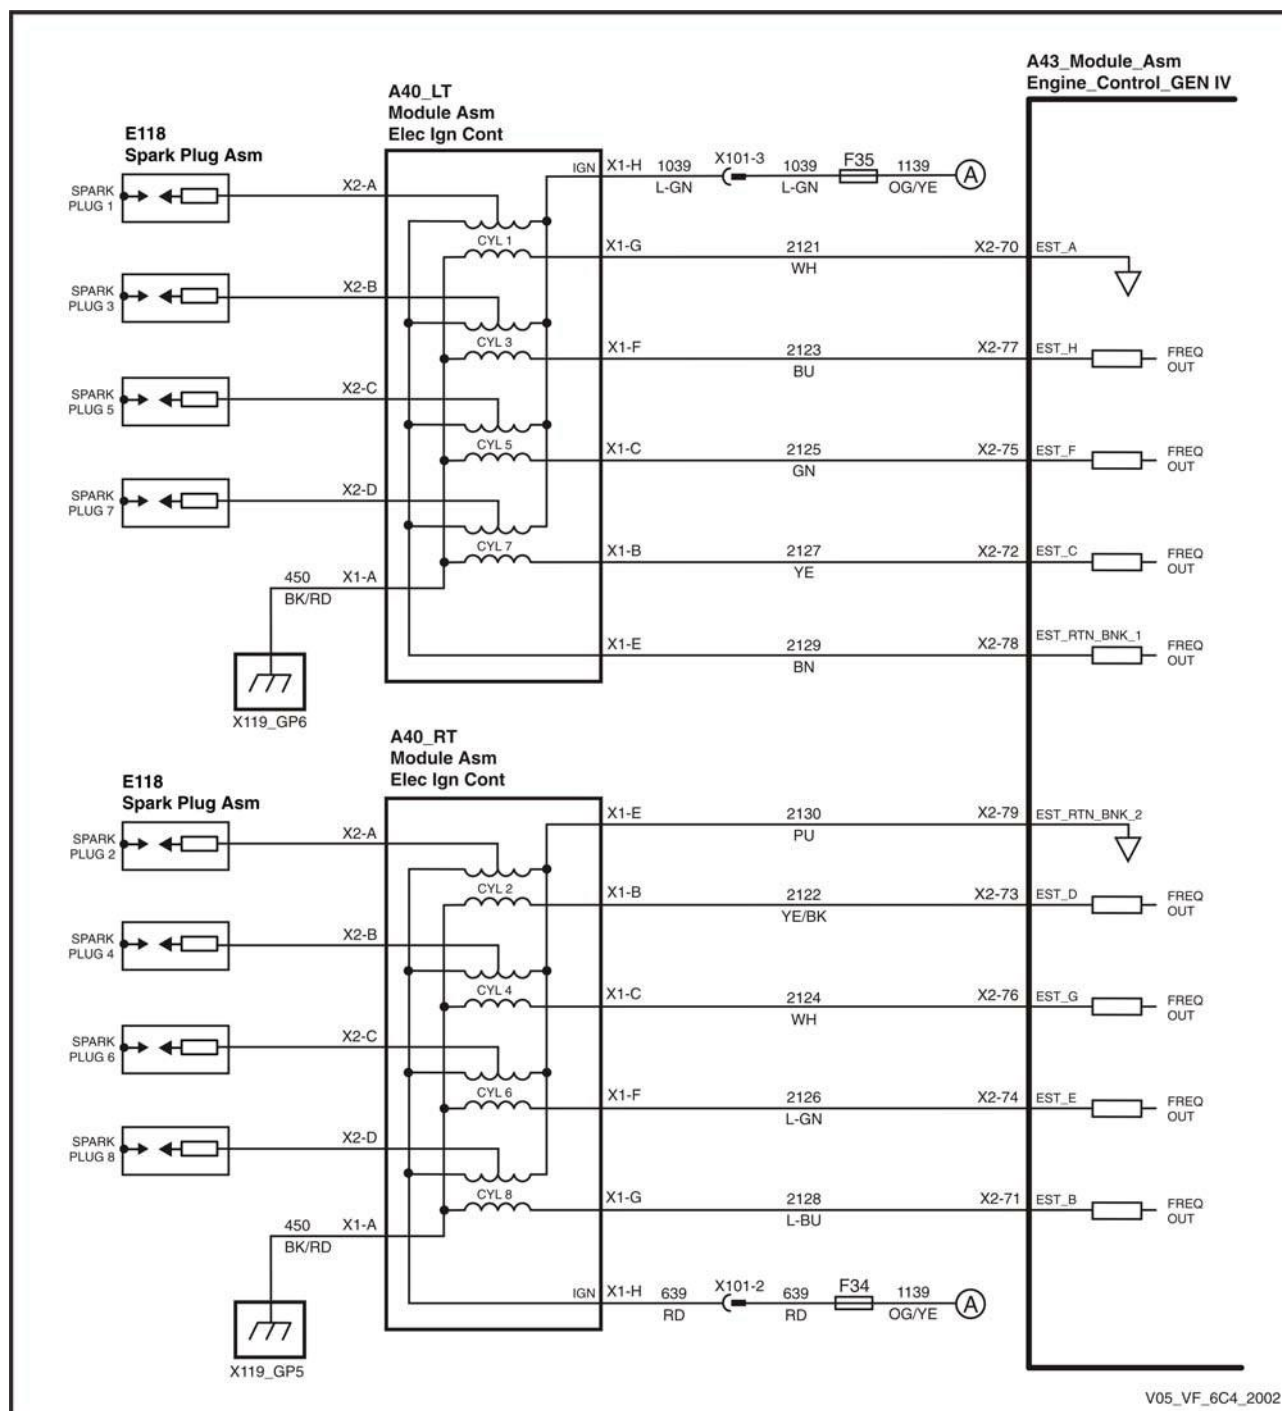 A43_Module_Asm
Engine_Control_GEN IV
A40_LT
Module Asm
Elec Ign Cont
E118
Spark Plug Asm
IGN X1-H 1039 X101-3 1039 F35 1139 A
L-GN L-GN OG/YE
SPARK X2-A
PLUG 1
CYL 1 X1-G 2121 X2-70 EST_A
WH
SPARK X2-B
PLUG 3
CYL 3 X1-F 2123 X2-77 EST_H FREQ
BU OUT
SPARK X2-C
PLUG 5
CYL 5 X1-C 2125 X2-75 EST_F FREQ
GN OUT
SPARK X2-D
PLUG 7
CYL 7 X1-B 2127 X2-72 EST_C FREQ
YE OUT
450 X1-A
BK/RD
X1-E 2129 X2-78 EST_RTN_BNK_1 FREQ
BN OUT
X119_GP6
A40_RT
Module Asm
Elec Ign Cont
E118
Spark Plug Asm
X1-E 2130 X2-79 EST_RTN_BNK_2
PU
SPARK X2-A
PLUG 2
CYL 2 X1-B 2122 X2-73 EST_D FREQ
YE/BK OUT
SPARK X2-B
PLUG 4
CYL 4 X1-C 2124 X2-76 EST_G FREQ
WH OUT
SPARK X2-C
PLUG 6
CYL 6 X1-F 2126 X2-74 EST_E FREQ
L-GN OUT
SPARK X2-D
PLUG 8
CYL 8 X1-G 2128 X2-71 EST_B FREQ
L-BU OUT
450 X1-A
BK/RD
IGN X1-H 639 X101-2 639 F34 1139 A
RD RD OG/YE
X119_GP5
V05_VF_6C4_2002